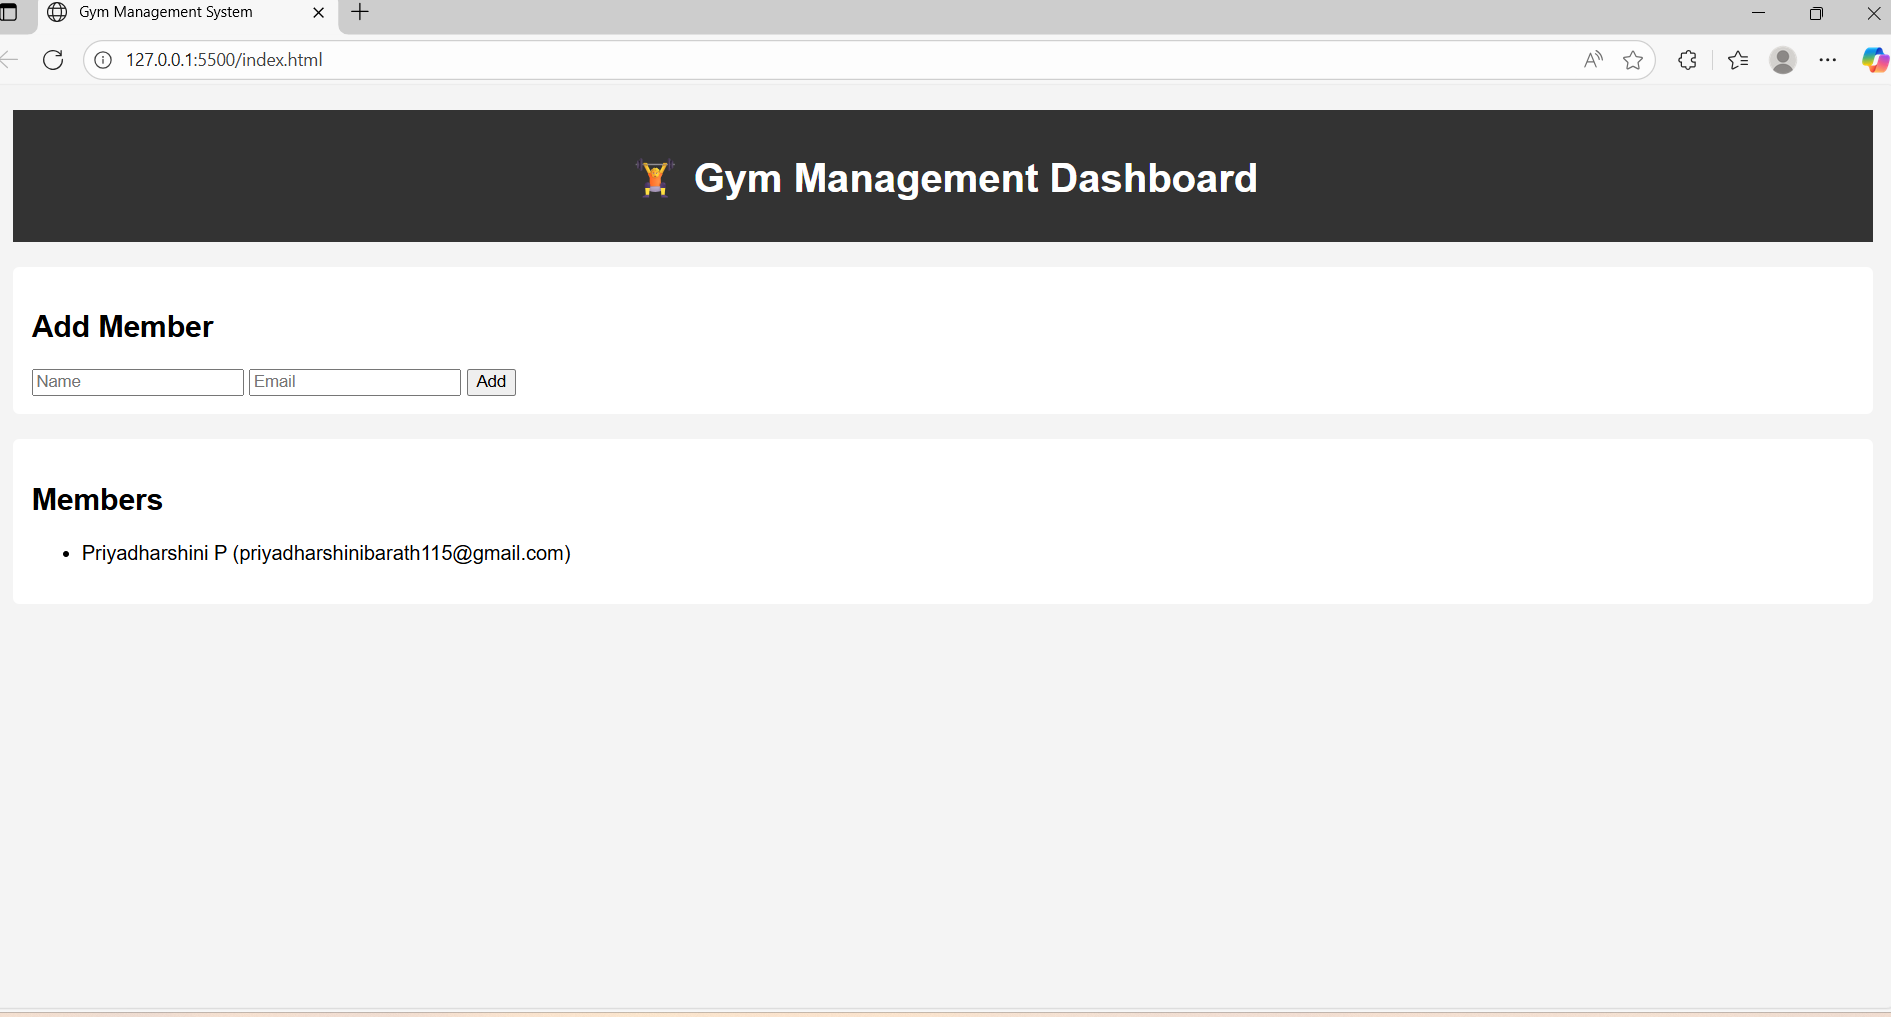 Gym Management System
127.0.0.1:5500/index.html
🏋️ Gym Management Dashboard
Add Member
Name Email Add
Members
• Priyadharshini P (priyadharshinibarath115@gmail.com)